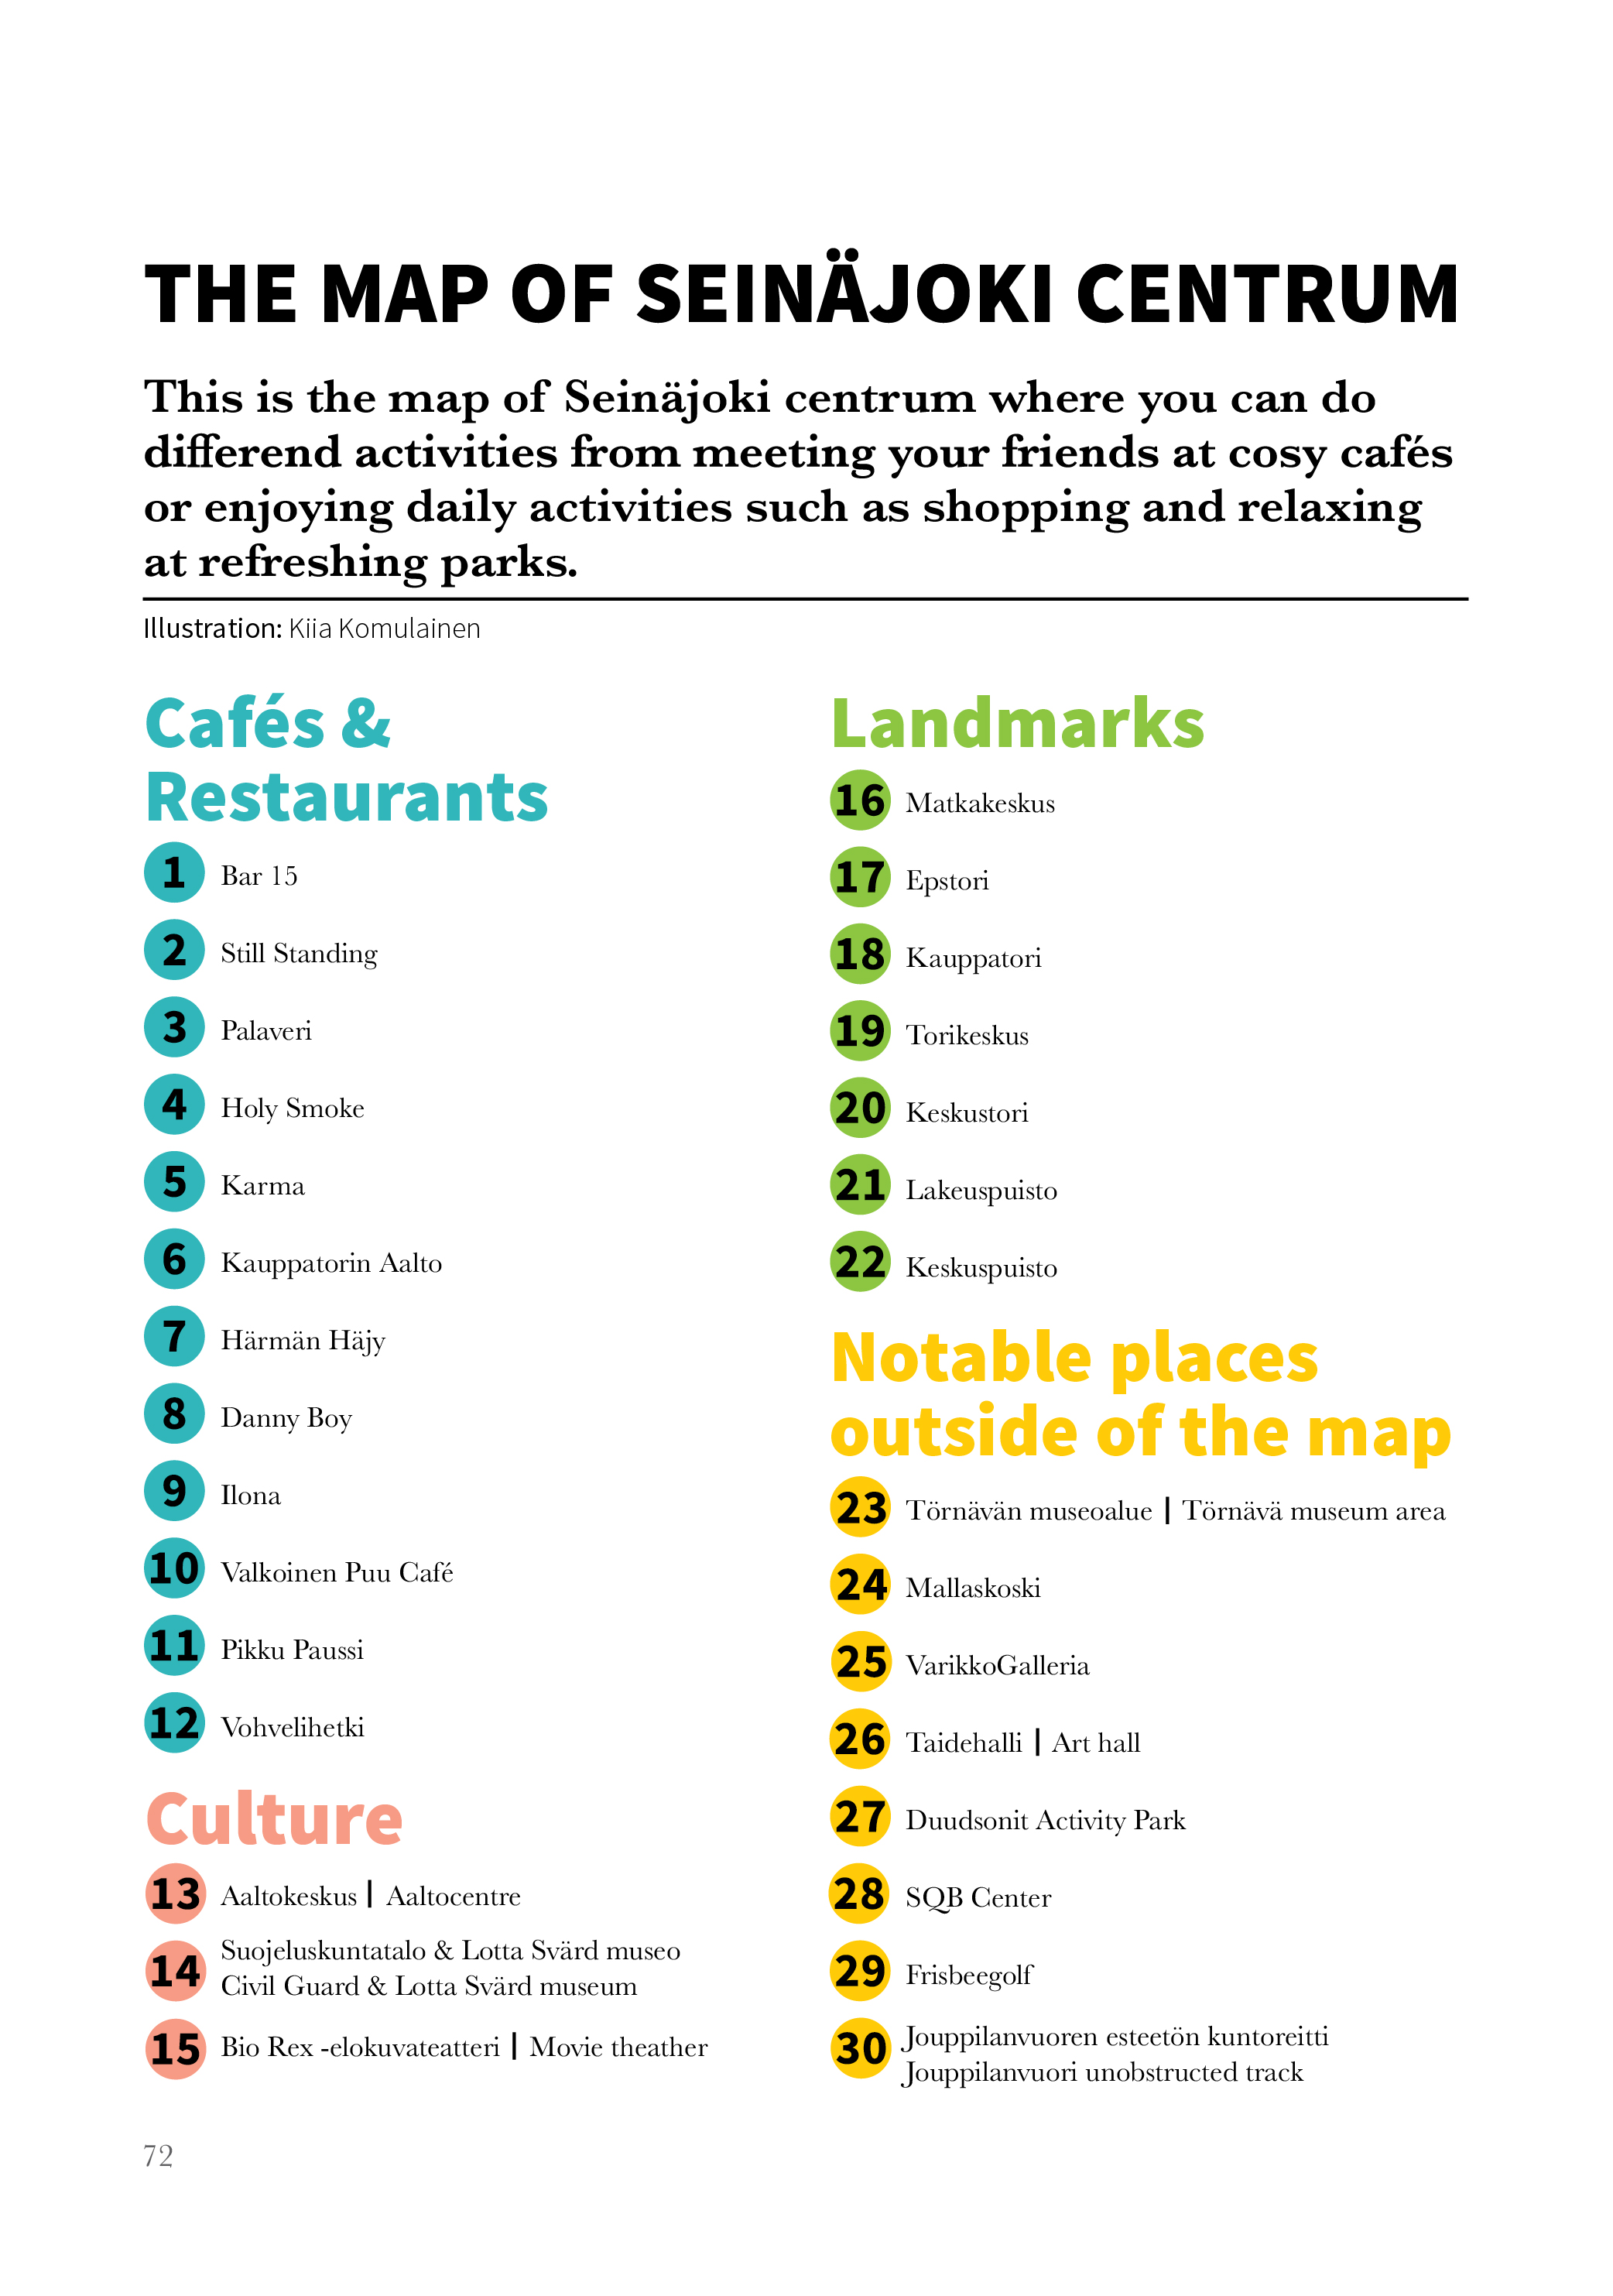 THE MAP OF SEINÄJOKI CENTRUM
This is the map of Seinäjoki centrum where you can do
differend activities from meeting your friends at cosy cafés
or enjoying daily activities such as shopping and relaxing
at refreshing parks.
Illustration: Kiia Komulainen
Cafés &
Restaurants
1 Bar 15
2 Still Standing
3 Palaveri
4 Holy Smoke
5 Karma
6 Kauppatorin Aalto
7 Härmän Häjy
8 Danny Boy
9 Ilona
10 Valkoinen Puu Café
11 Pikku Paussi
12 Vohvelihetki
Culture
13 Aaltokeskus | Aaltocentre
14 Suojeluskuntatalo & Lotta Svärd museo
Civil Guard & Lotta Svärd museum
15 Bio Rex -elokuvateatteri | Movie theather
Landmarks
16 Matkakeskus
17 Epstori
18 Kauppatori
19 Torikeskus
20 Keskustori
21 Lakeuspuisto
22 Keskuspuisto
Notable places
outside of the map
23 Törnävän museoalue | Törnävä museum area
24 Mallaskoski
25 VarikkoGalleria
26 Taidehalli | Art hall
27 Duudsonit Activity Park
28 SQB Center
29 Frisbeegolf
30 Jouppilanvuoren esteetön kuntoreitti
Jouppilanvuori unobstructed track
72